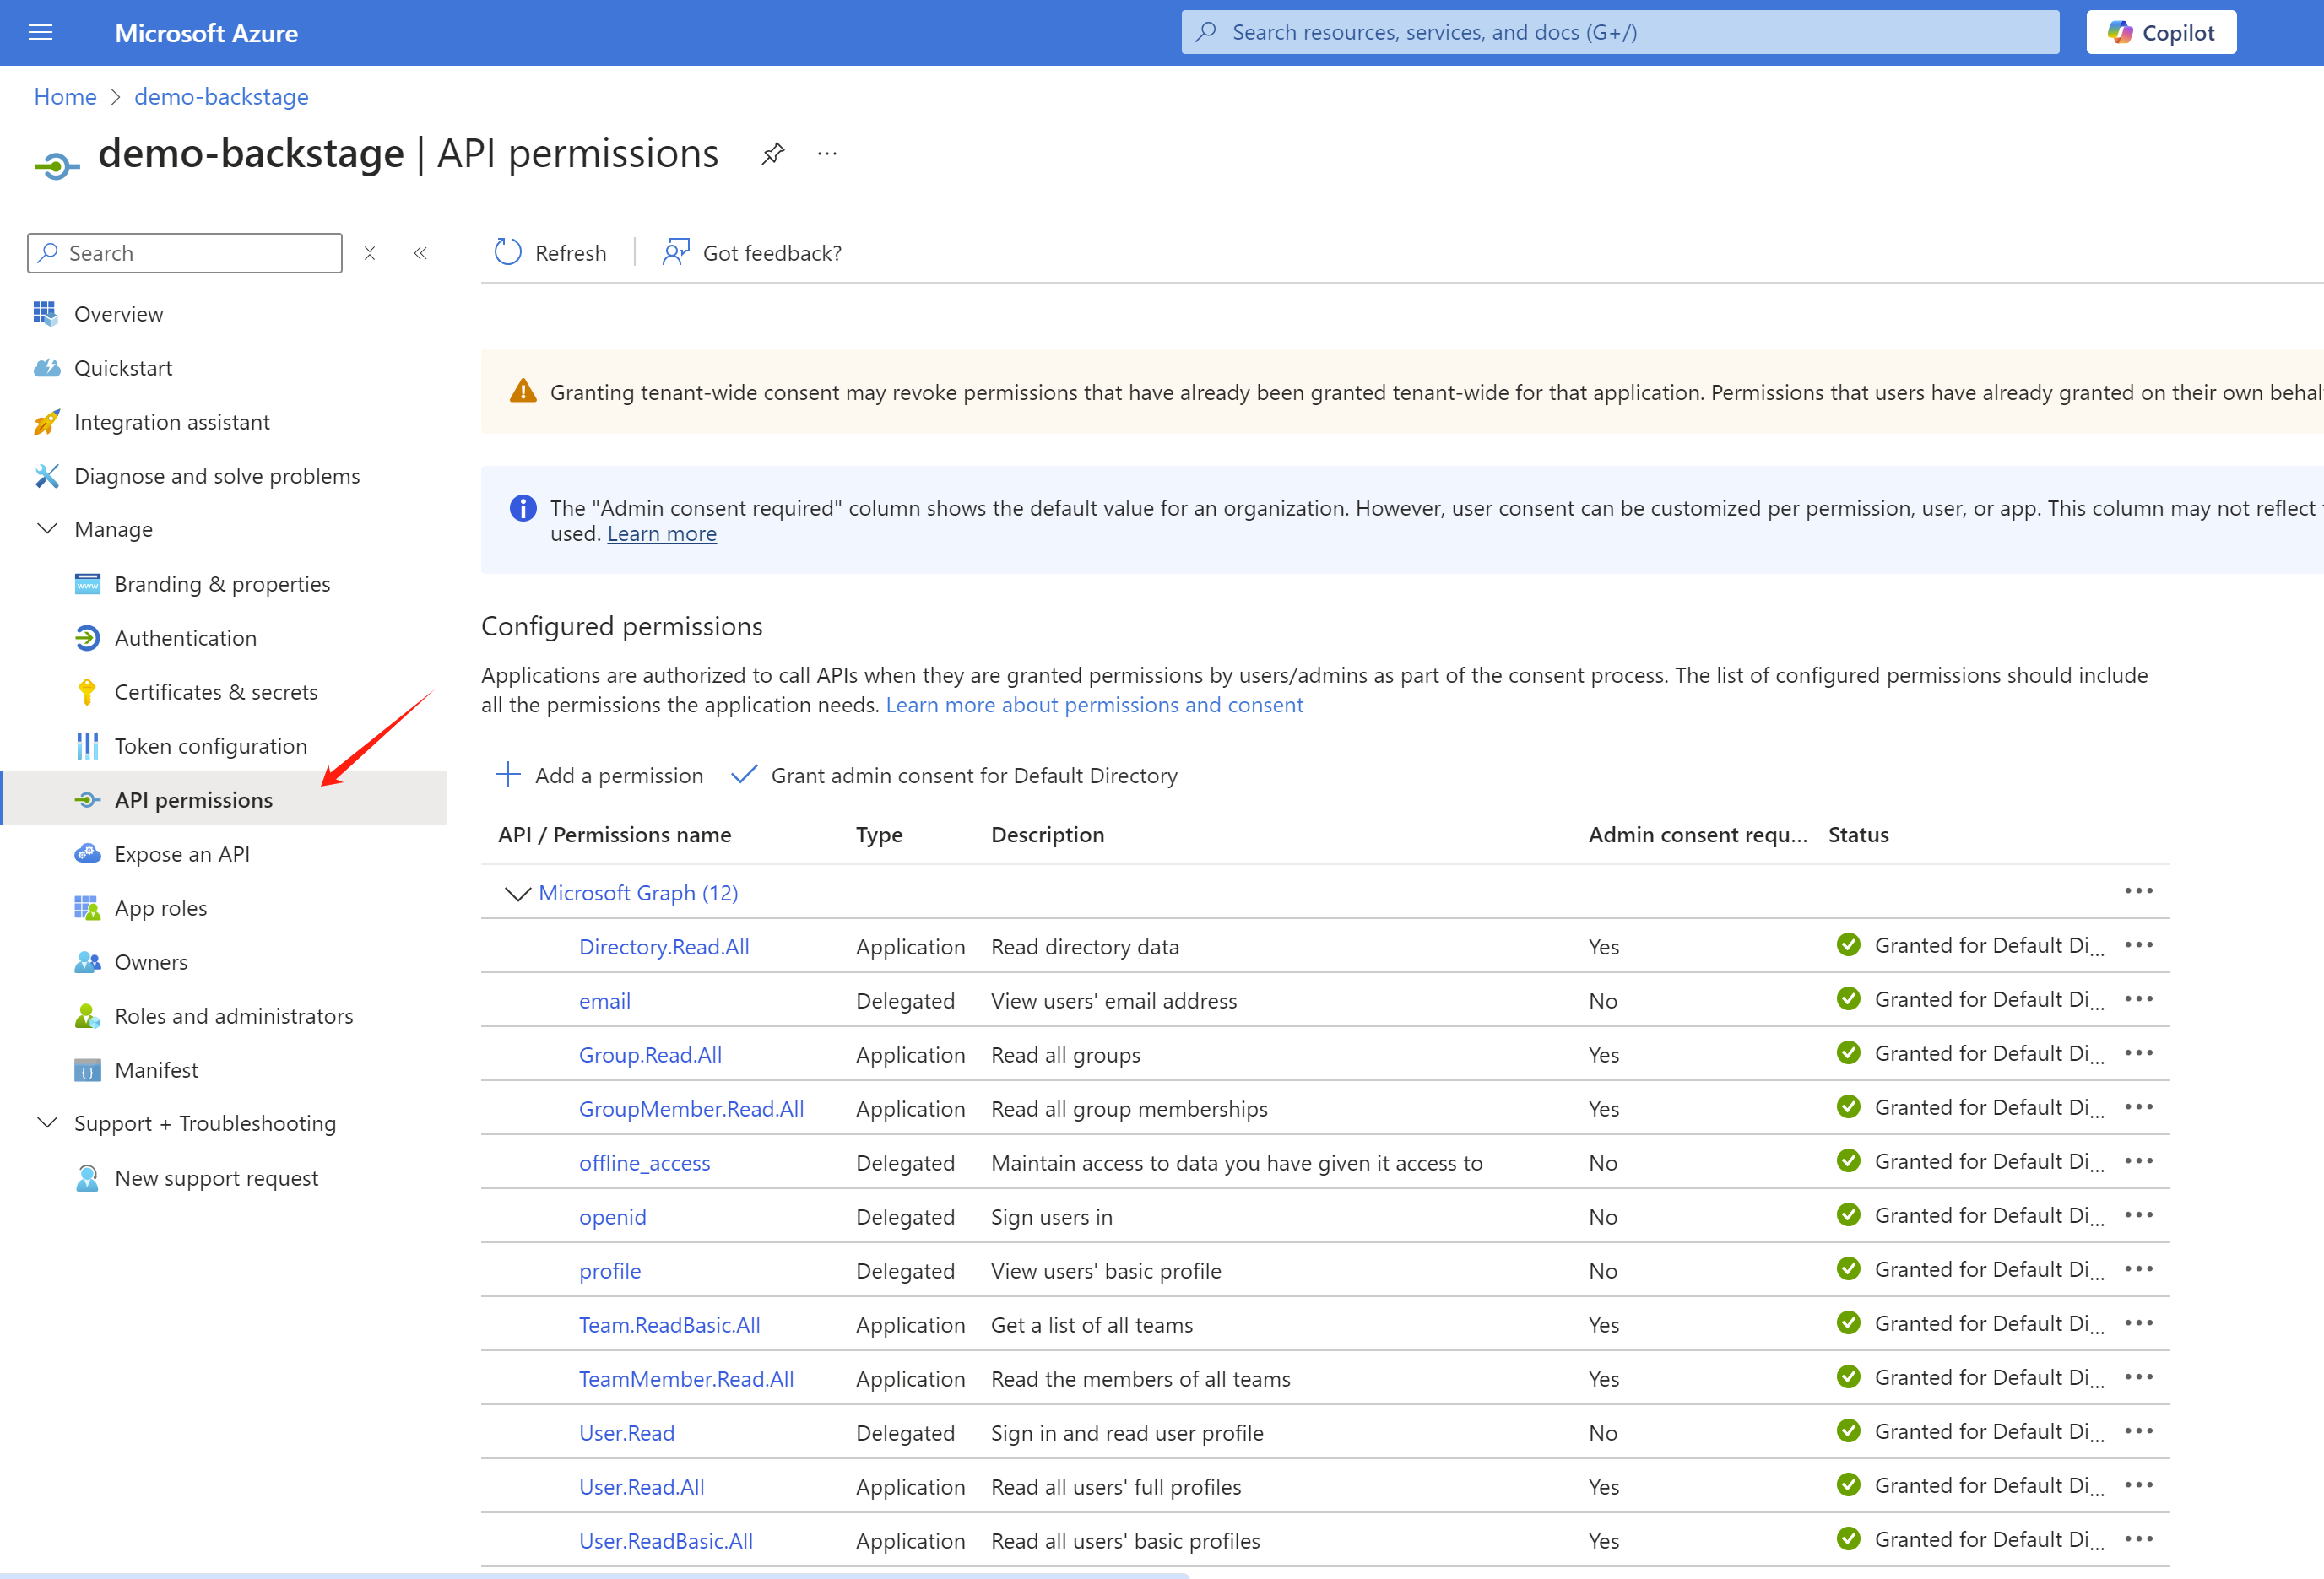 Microsoft Azure
Search resources, services, and docs (G+/)
Copilot
Home > demo-backstage
demo-backstage | API permissions
Search
Refresh
Got feedback?
Overview
Quickstart
Integration assistant
Diagnose and solve problems
Manage
Branding & properties
Authentication
Certificates & secrets
Token configuration
API permissions
Expose an API
App roles
Owners
Roles and administrators
Manifest
Support + Troubleshooting
New support request
Granting tenant-wide consent may revoke permissions that have already been granted tenant-wide for that application. Permissions that users have already granted on their own behal
The "Admin consent required" column shows the default value for an organization. However, user consent can be customized per permission, user, or app. This column may not reflect
used. Learn more
Configured permissions
Applications are authorized to call APIs when they are granted permissions by users/admins as part of the consent process. The list of configured permissions should include
all the permissions the application needs. Learn more about permissions and consent
Add a permission
Grant admin consent for Default Directory
API / Permissions name Type Description Admin consent requ... Status
Microsoft Graph (12)
Directory.Read.All Application Read directory data Yes Granted for Default Di...
email Delegated View users' email address No Granted for Default Di...
Group.Read.All Application Read all groups Yes Granted for Default Di...
GroupMember.Read.All Application Read all group memberships Yes Granted for Default Di...
offline_access Delegated Maintain access to data you have given it access to No Granted for Default Di...
openid Delegated Sign users in No Granted for Default Di...
profile Delegated View users' basic profile No Granted for Default Di...
Team.ReadBasic.All Application Get a list of all teams Yes Granted for Default Di...
TeamMember.Read.All Application Read the members of all teams Yes Granted for Default Di...
User.Read Delegated Sign in and read user profile No Granted for Default Di...
User.Read.All Application Read all users' full profiles Yes Granted for Default Di...
User.ReadBasic.All Application Read all users' basic profiles Yes Granted for Default Di...